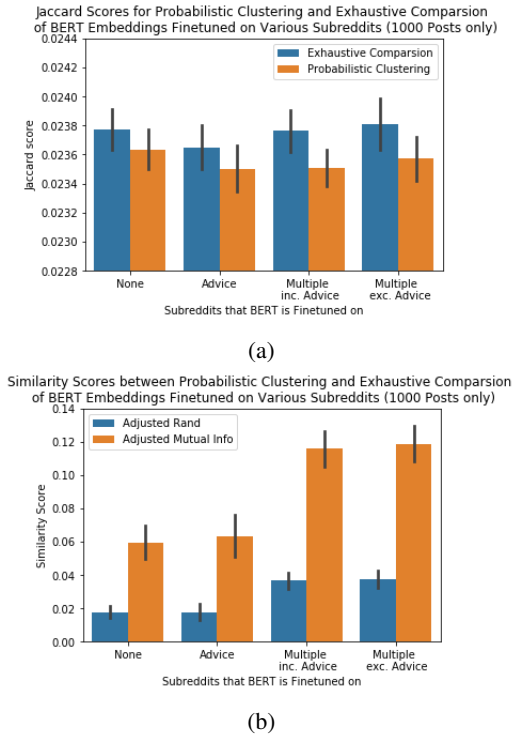 Jaccard Scores for Probabilistic Clustering and Exhaustive Comparsion
of BERT Embeddings Finetuned on Various Subreddits (1000 Posts only)
0.0244
0.0242
0.0240
0.0238
0.0236
0.0234
0.0232
0.0230
0.0228
Jaccard score
Exhaustive Comparsion
Probabilistic Clustering
None
Advice
Multiple
inc. Advice
Multiple
exc. Advice
Subreddits that BERT is Finetuned on
(a)
Similarity Scores between Probabilistic Clustering and Exhaustive Comparsion
of BERT Embeddings Finetuned on Various Subreddits (1000 Posts only)
0.14
0.12
0.10
0.08
0.06
0.04
0.02
0.00
Similarity Score
Adjusted Rand
Adjusted Mutual Info
None
Advice
Multiple
inc. Advice
Multiple
exc. Advice
Subreddits that BERT is Finetuned on
(b)